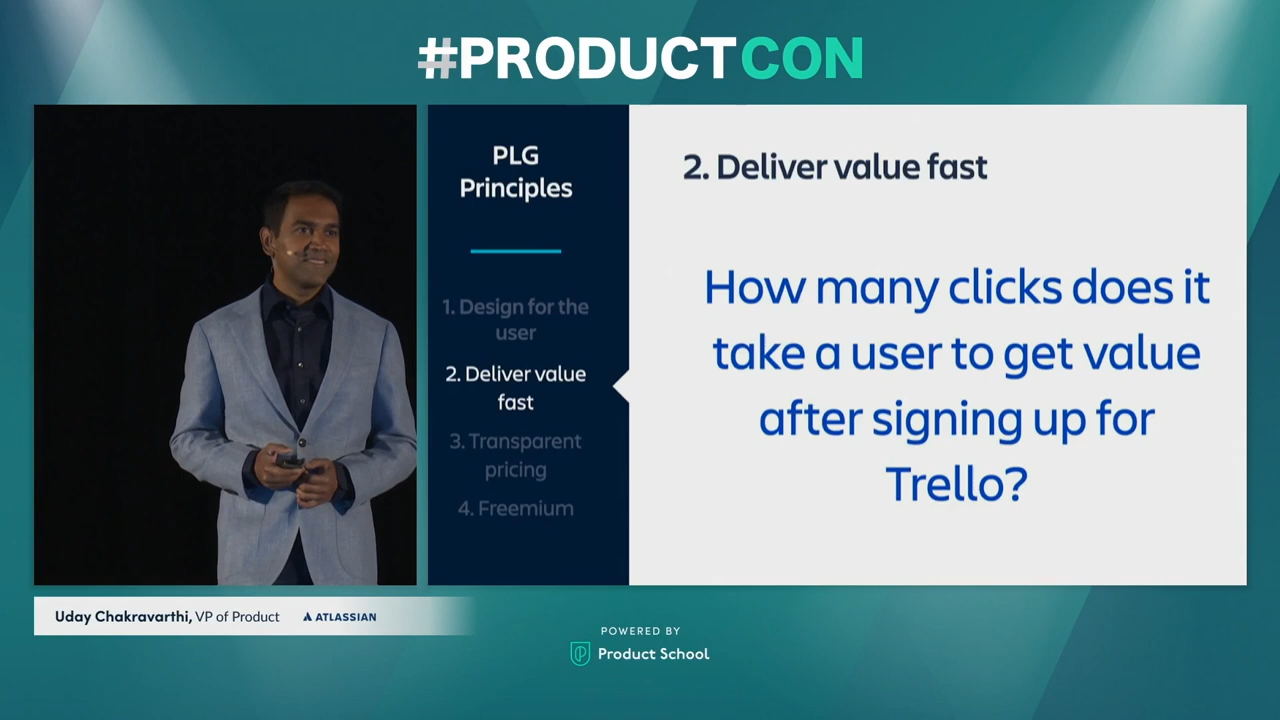 #PRODUCTCON
PLG
Principles
1. Design for the
user
2. Deliver value
fast
3. Transparent
pricing
4. Freemium
2. Deliver value fast
How many clicks does it
take a user to get value
after signing up for
Trello?
Uday Chakravarthi, VP of Product ATLASSIAN
POWERED BY
Product School